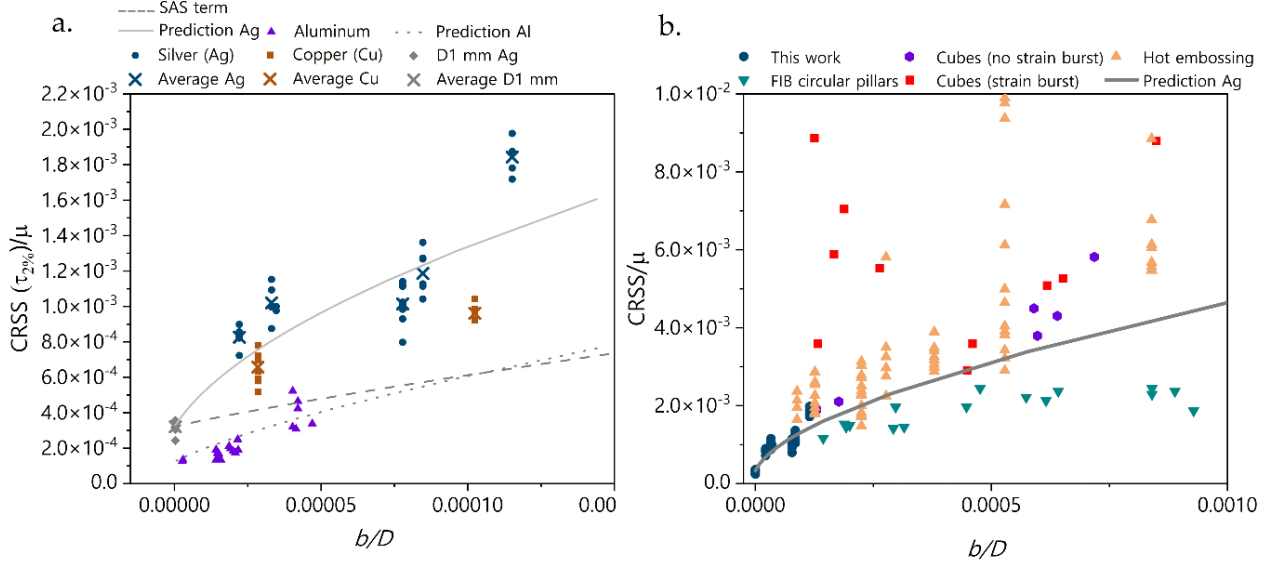 a.
SAS term
Prediction Ag
Aluminum
Prediction Al
Silver (Ag)
Copper (Cu)
D1 mm Ag
Average Ag
Average Cu
Average D1 mm
2.2×10⁻³
2.0×10⁻³
1.8×10⁻³
1.6×10⁻³
1.4×10⁻³
1.2×10⁻³
1.0×10⁻³
8.0×10⁻⁴
6.0×10⁻⁴
4.0×10⁻⁴
2.0×10⁻⁴
0.0
CRSS (τ2%)/μ
0.00000
0.00005
0.00010
0.00
b/D
b.
This work
Cubes (no strain burst)
Hot embossing
FIB circular pillars
Cubes (strain burst)
Prediction Ag
1.0×10⁻²
8.0×10⁻³
6.0×10⁻³
4.0×10⁻³
2.0×10⁻³
0.0
CRSS/μ
0.0000
0.0005
0.0010
b/D